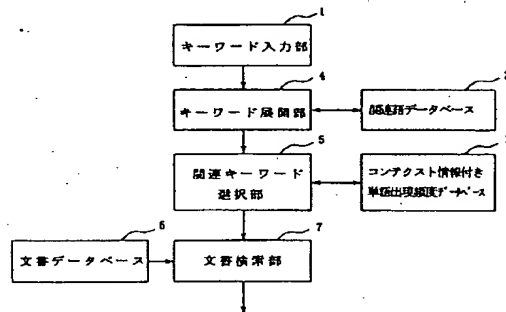 1
キーワード入力部
4
キーワード展開部
関連語データベース
5
関連キーワード
選択部
コンテクスト情報付き
単語出現頻度データベース
6
文書データベース
7
文書検索部